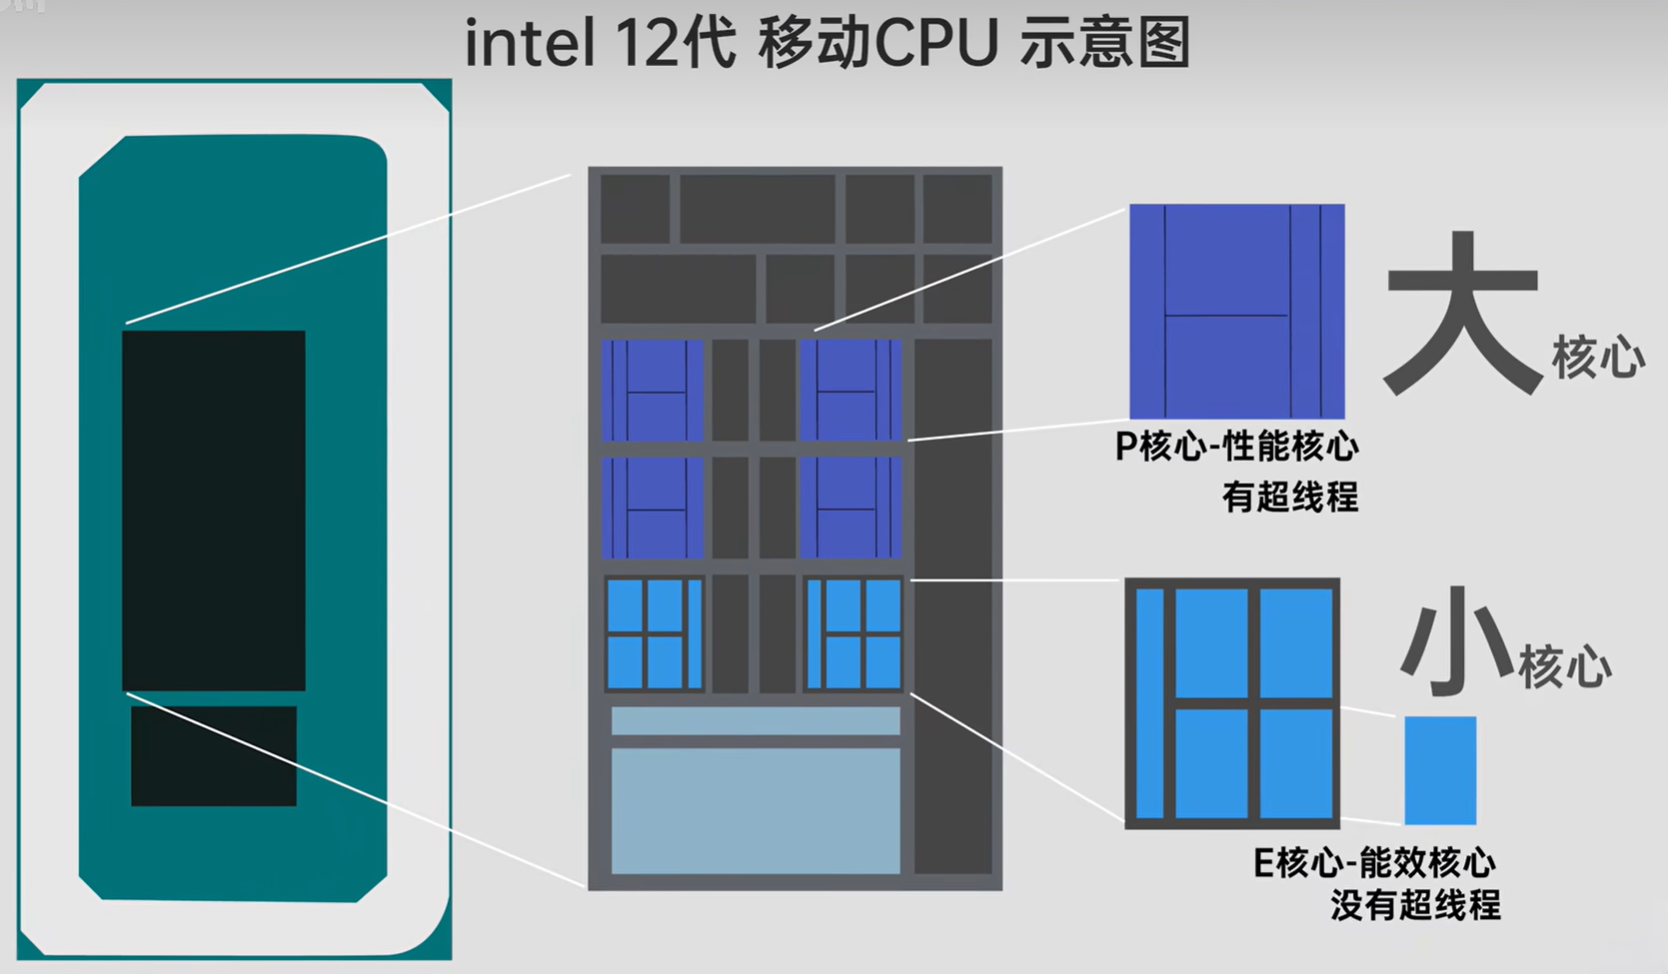 intel 12代 移动CPU 示意图
大核心
P核心-性能核心
有超线程
小核心
E核心-能效核心
没有超线程